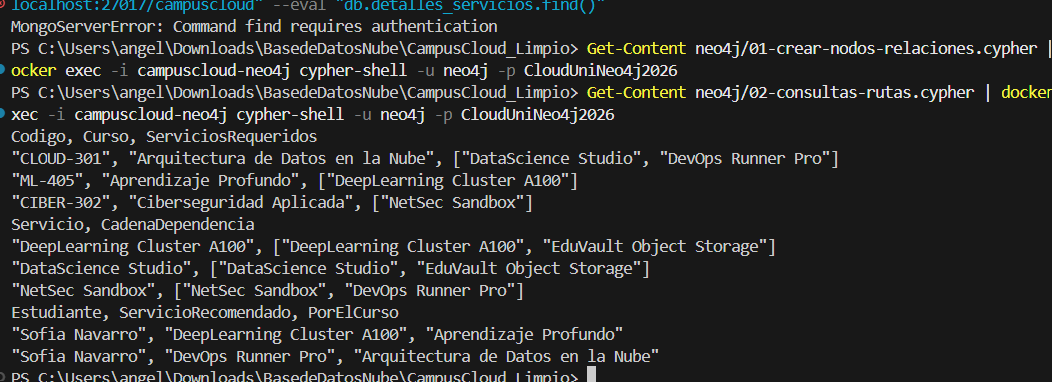 localhost:27017/campuscloud" --eval "db.detalles_servicios.find()"
MongoServerError: Command find requires authentication
PS C:\Users\angel\Downloads\BasedeDatosNube\CampusCloud_Limpio> Get-Content neo4j/01-crear-nodos-relaciones.cypher |
ocker exec -i campuscloud-neo4j cypher-shell -u neo4j -p CloudUniNeo4j2026
PS C:\Users\angel\Downloads\BasedeDatosNube\CampusCloud_Limpio> Get-Content neo4j/02-consultas-rutas.cypher | docker
xec -i campuscloud-neo4j cypher-shell -u neo4j -p CloudUniNeo4j2026
Codigo, Curso, ServiciosRequeridos
"CLOUD-301", "Arquitectura de Datos en la Nube", ["DataScience Studio", "DevOps Runner Pro"]
"ML-405", "Aprendizaje Profundo", ["DeepLearning Cluster A100"]
"CIBER-302", "Ciberseguridad Aplicada", ["NetSec Sandbox"]
Servicio, CadenaDependencia
"DeepLearning Cluster A100", ["DeepLearning Cluster A100", "EduVault Object Storage"]
"DataScience Studio", ["DataScience Studio", "EduVault Object Storage"]
"NetSec Sandbox", ["NetSec Sandbox", "DevOps Runner Pro"]
Estudiante, ServicioRecomendado, PorElCurso
"Sofia Navarro", "DeepLearning Cluster A100", "Aprendizaje Profundo"
"Sofia Navarro", "DevOps Runner Pro", "Arquitectura de Datos en la Nube"
PS C:\Users\angel\Downloads\BasedeDatosNube\CampusCloud_Limpio>